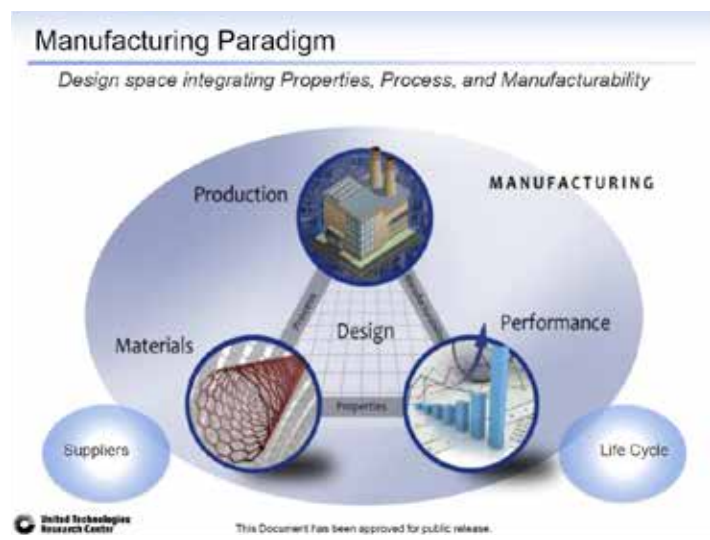 Manufacturing Paradigm
Design space integrating Properties, Process, and Manufacturability
MANUFACTURING
Production
Process
Design
Performance
Materials
Properties
Suppliers
Life Cycle
United Technologies
Research Center
This Document has been approved for public release.